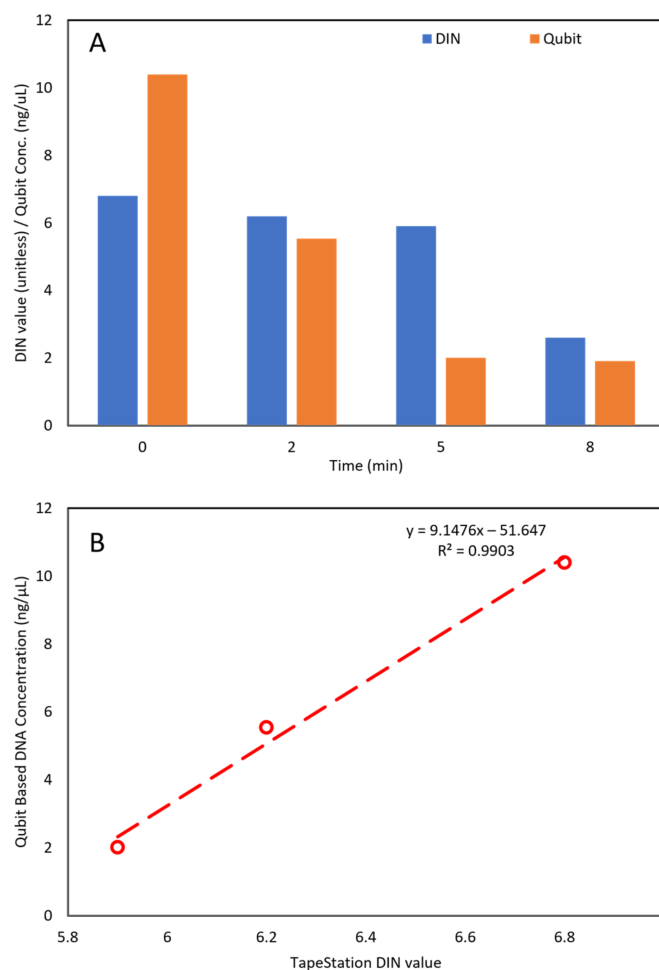 A
DIN Qubit
DIN value (unitless) / Qubit Conc. (ng/uL)
12
10
8
6
4
2
0
0 2 5 8
Time (min)
B
y = 9.1476x – 51.647
R² = 0.9903
Qubit Based DNA Concentration (ng/µL)
12
10
8
6
4
2
0
5.8 6 6.2 6.4 6.6 6.8
TapeStation DIN value